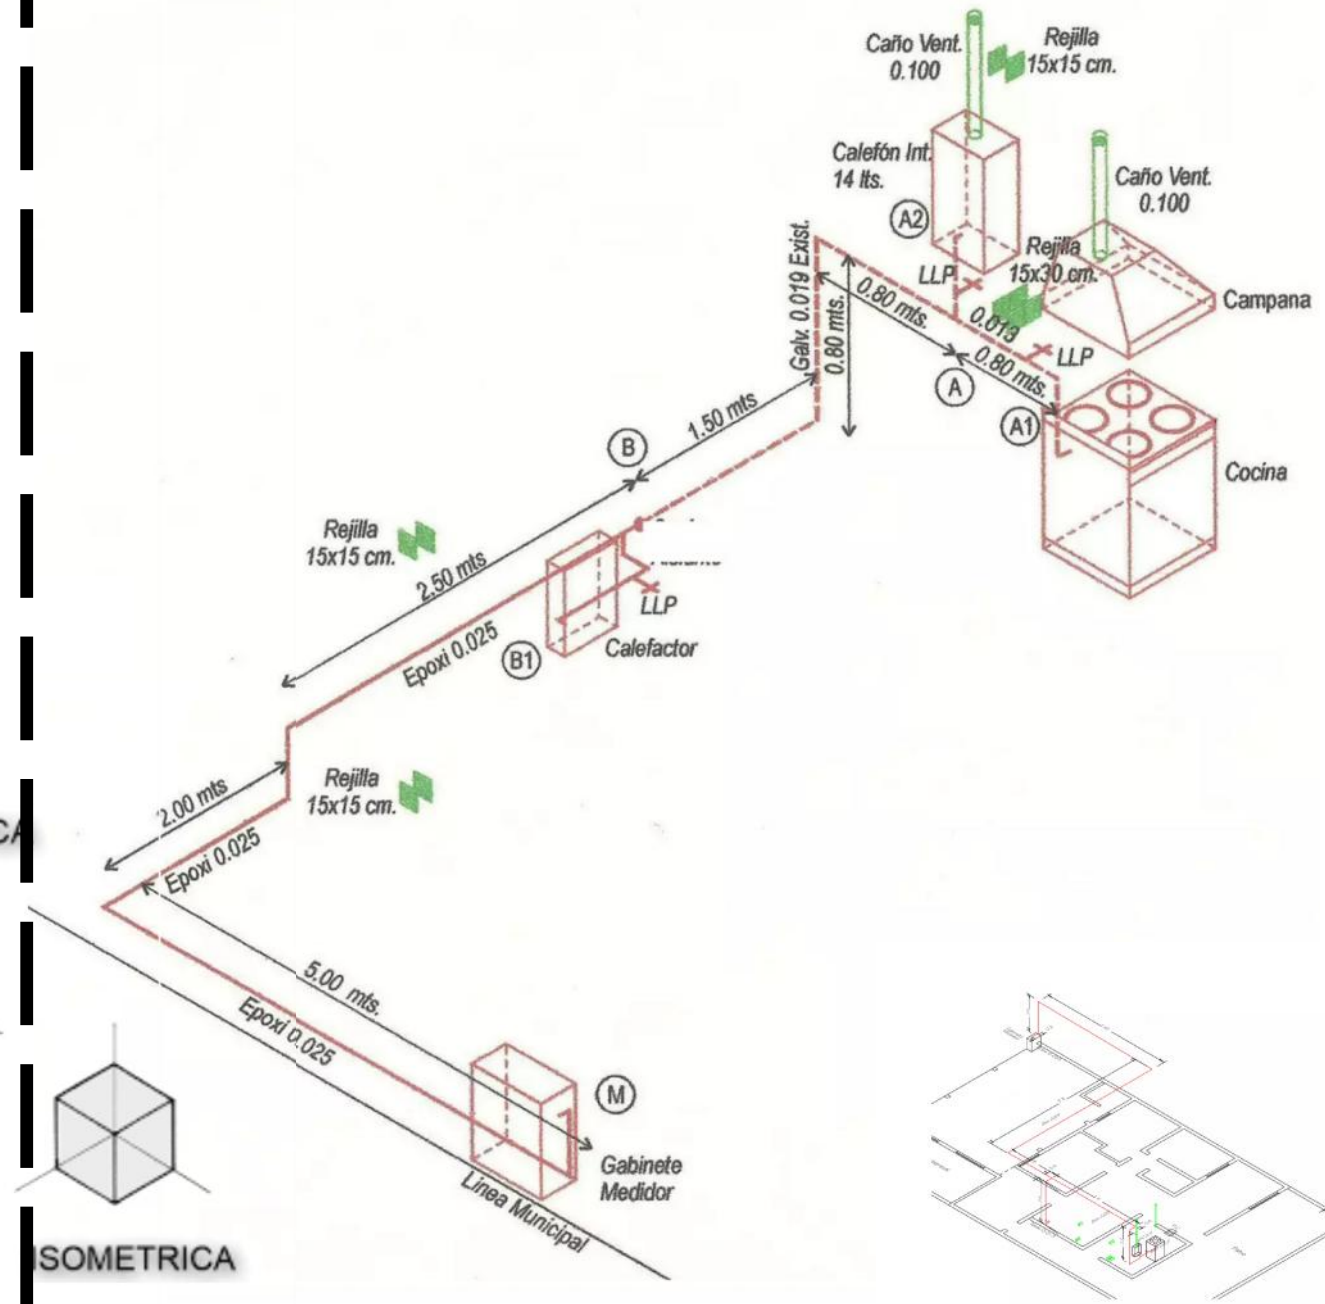 Caño Vent.
0.100
Rejilla
15x15 cm.
Calefón Int.
14 lts.
A2
Caño Vent.
0.100
Rejilla
15x30 cm.
LLP
Campana
Galv. 0.019 Exist.
0.80 mts.
0.80 mts.
0.013
0.80 mts.
LLP
A
A1
Cocina
1.50 mts
B
Rejilla
15x15 cm.
2.50 mts
LLP
Calefactor
B1
Epoxi 0.025
2.00 mts
Rejilla
15x15 cm.
Epoxi 0.025
5.00 mts.
Epoxi 0.025
M
Gabinete
Medidor
Linea Municipal
ISOMETRICA